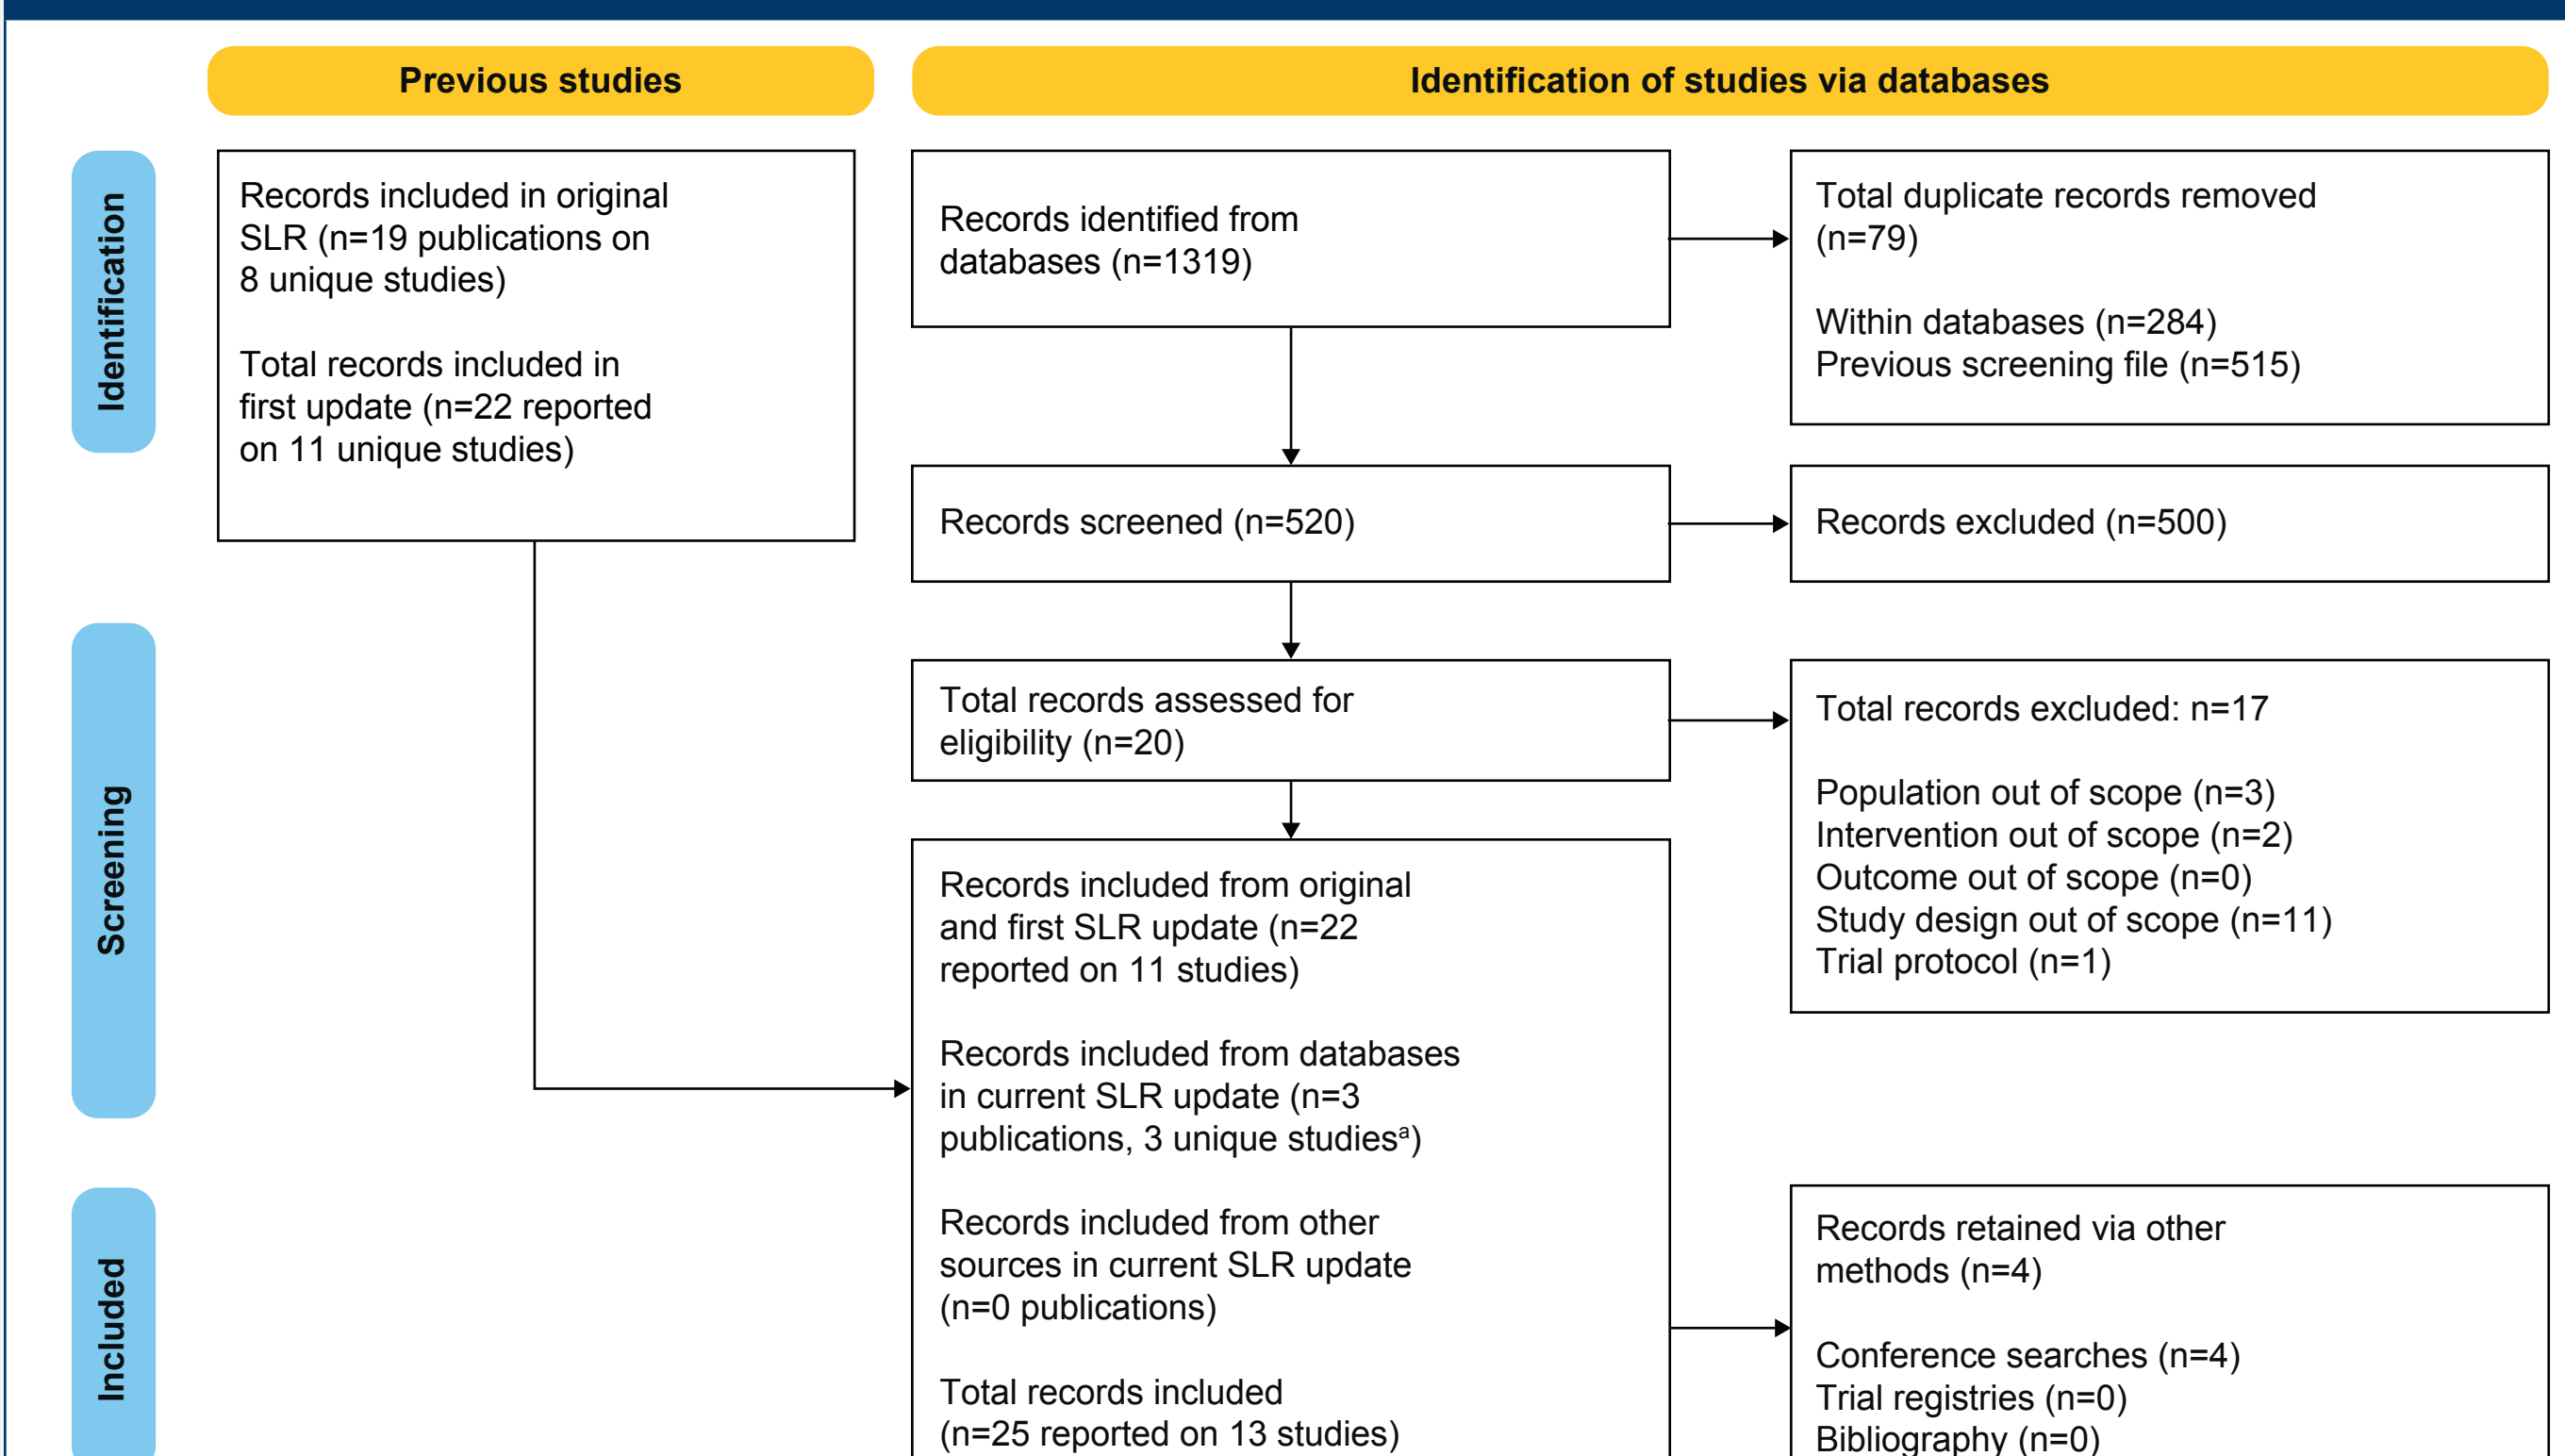 Previous studies
Identification of studies via databases
Identification
Records included in original
SLR (n=19 publications on
8 unique studies)
Total records included in
first update (n=22 reported
on 11 unique studies)
Records identified from
databases (n=1319)
Total duplicate records removed
(n=79)
Within databases (n=284)
Previous screening file (n=515)
Records screened (n=520)
Records excluded (n=500)
Screening
Total records assessed for
eligibility (n=20)
Total records excluded: n=17
Population out of scope (n=3)
Intervention out of scope (n=2)
Outcome out of scope (n=0)
Study design out of scope (n=11)
Trial protocol (n=1)
Included
Records included from original
and first SLR update (n=22
reported on 11 studies)
Records included from databases
in current SLR update (n=3
publications, 3 unique studiesª)
Records included from other
sources in current SLR update
(n=0 publications)
Total records included
(n=25 reported on 13 studies)
Records retained via other
methods (n=4)
Conference searches (n=4)
Trial registries (n=0)
Bibliography (n=0)